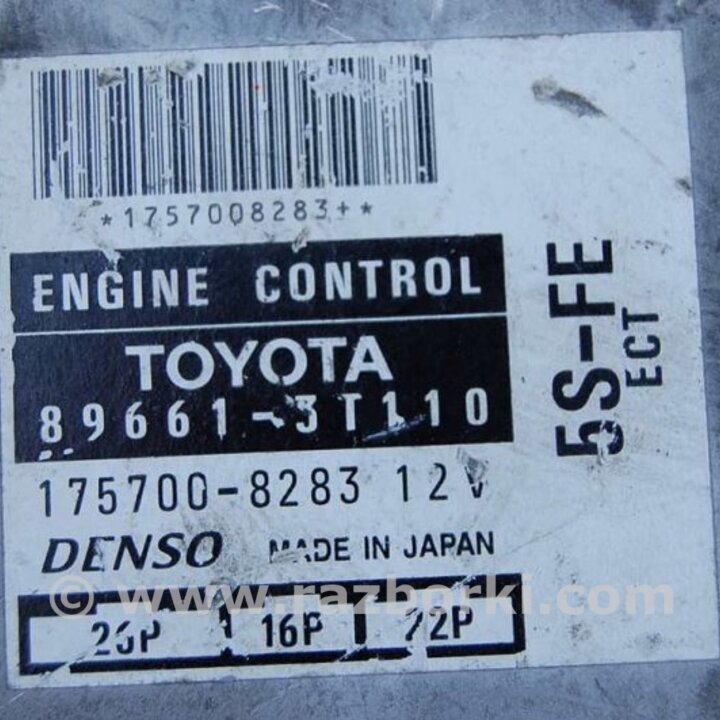 *1757008283+*
ENGINE CONTROL
TOYOTA
89661-3T110
175700-8283 12V
DENSO MADE IN JAPAN
26P 16P 22P
5S-FE
ECT
© www.razborki.com